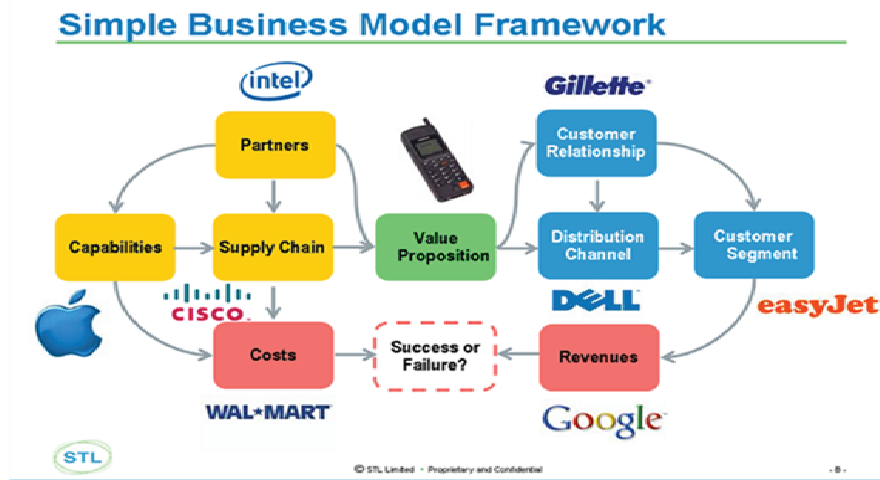 Simple Business Model Framework
intel
Gillette
Partners
Customer
Relationship
Capabilities
Supply Chain
Value
Proposition
Distribution
Channel
Customer
Segment
CISCO
DELL
easyJet
Costs
Success or
Failure?
Revenues
WAL★MART
Google
STL
© STL Limited • Proprietary and Confidential
- 8 -